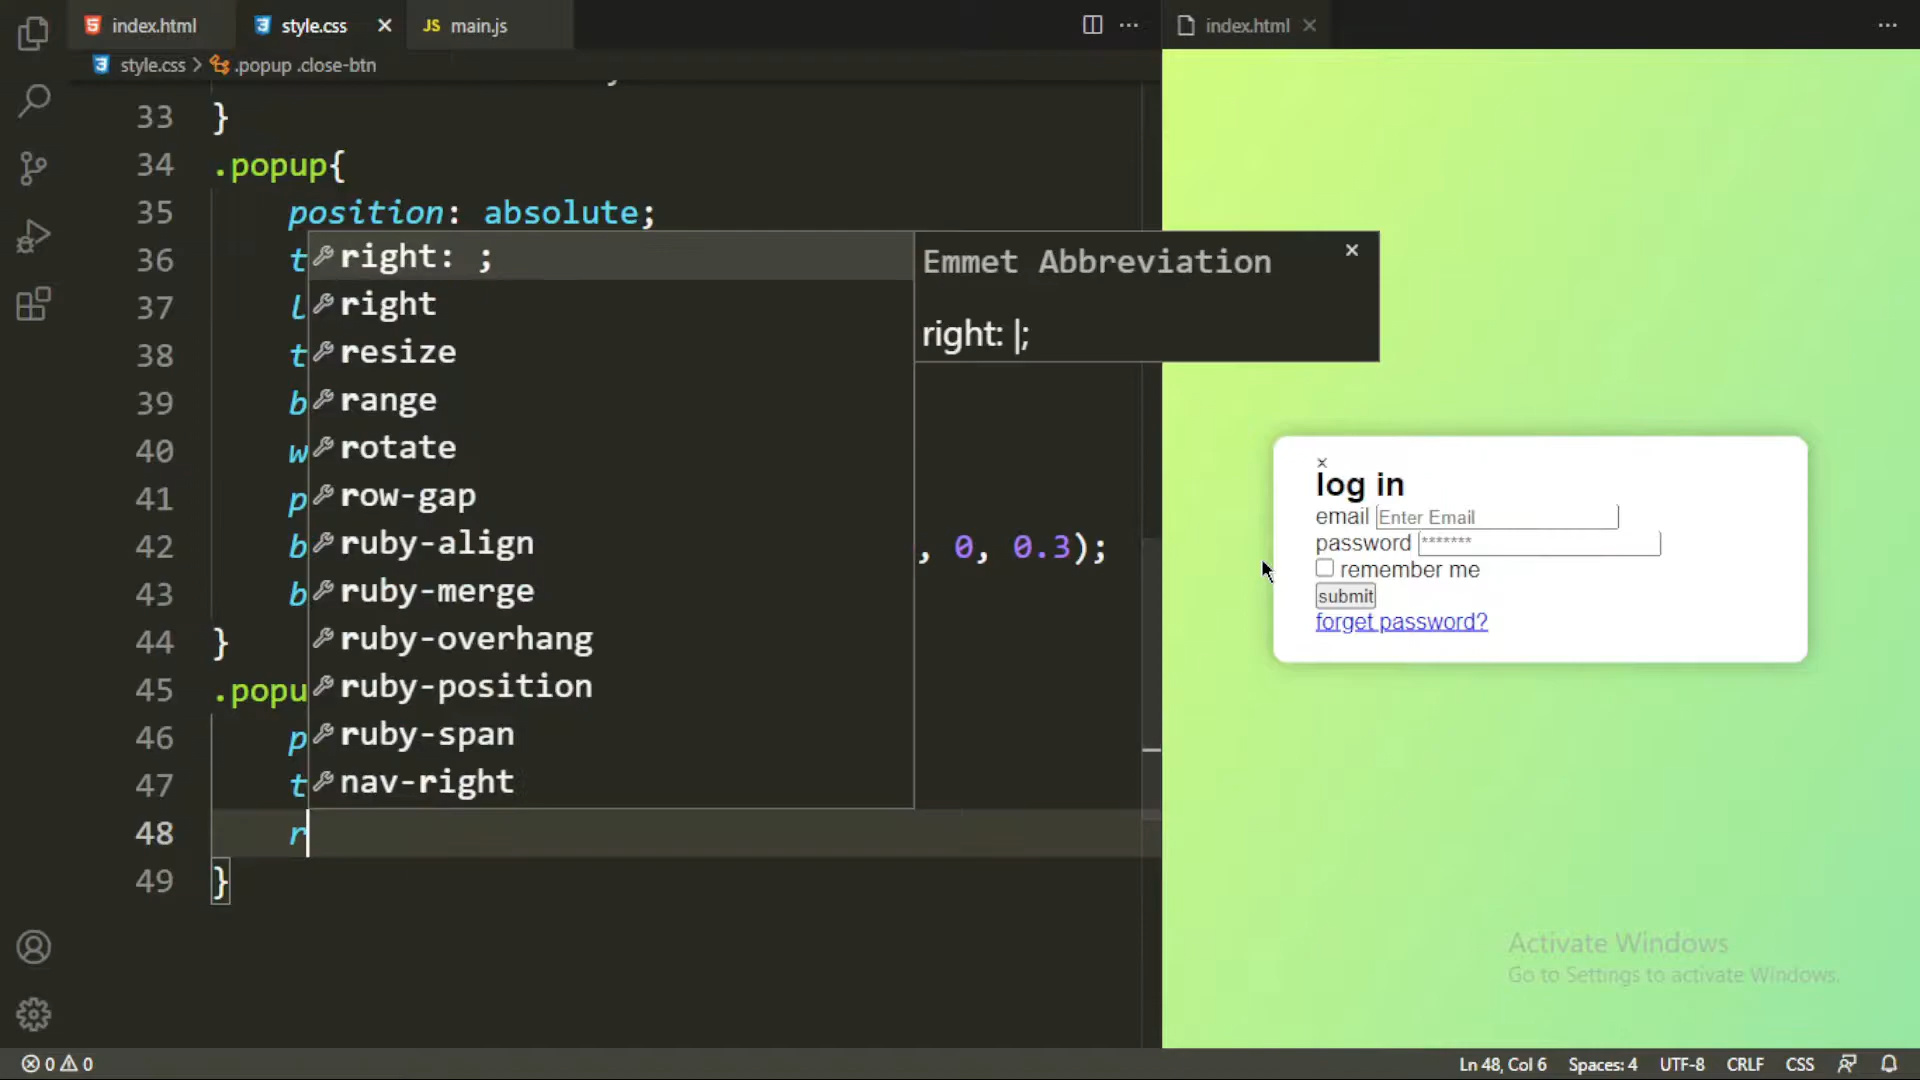 index.html
style.css
main.js
index.html
style.css > .popup .close-btn
33 }
34 .popup{
35 position: absolute;
36 t
37 l
38 t
39 b
40 w
41 p
42 b , 0, 0.3);
43 b
44 }
45 .popu
46 p
47 t
48 r
49 }
right: ;
right
resize
range
rotate
row-gap
ruby-align
ruby-merge
ruby-overhang
ruby-position
ruby-span
nav-right
Emmet Abbreviation
right: |;
×
log in
email Enter Email
password *******
remember me
submit
forget password?
Activate Windows
Go to Settings to activate Windows.
0 0
Ln 48, Col 6 Spaces: 4 UTF-8 CRLF CSS